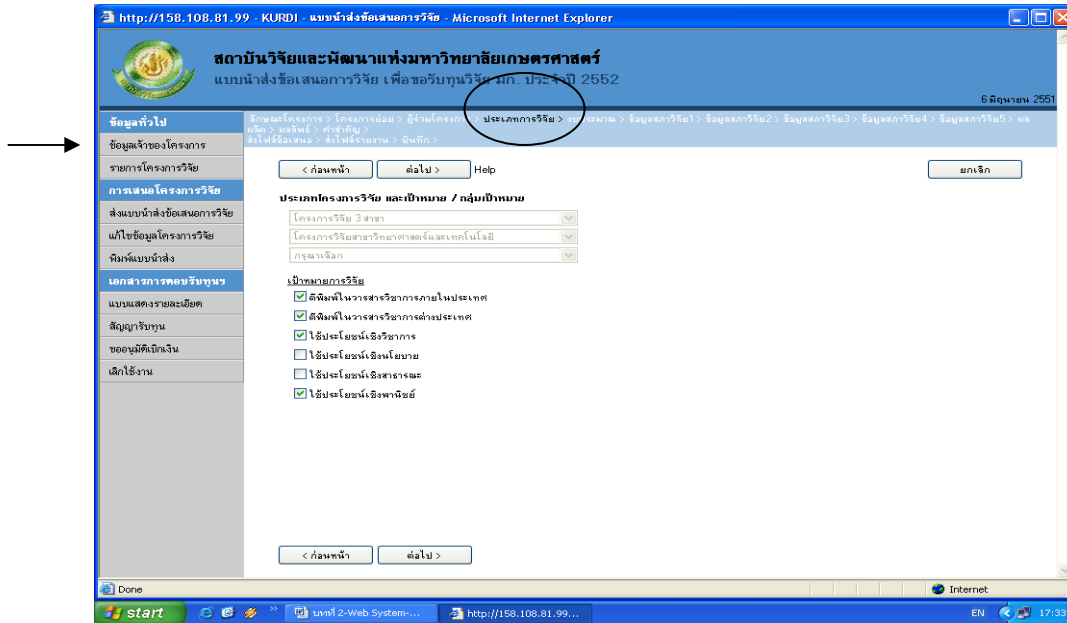 http://158.108.81.99 - KURDI - แบบนำส่งข้อเสนอการวิจัย - Microsoft Internet Explorer
สถาบันวิจัยและพัฒนาแห่งมหาวิทยาลัยเกษตรศาสตร์
แบบนำส่งข้อเสนอการวิจัย เพื่อขอรับทุนวิจัย มก. ประจำปี 2552
6 มิถุนายน 2551
ลักษณะโครงการ > โครงการย่อย > ผู้ร่วมโครงการ > ประเภทการวิจัย > งบประมาณ > ข้อมูลสภาวิจัย1 > ข้อมูลสภาวิจัย2 > ข้อมูลสภาวิจัย3 > ข้อมูลสภาวิจัย4 > ข้อมูลสภาวิจัย5 > ผล
ผลิต > ผลลัพธ์ > คำสำคัญ >
ส่งไฟล์ข้อเสนอ > ส่งไฟล์รายงาน > บันทึก >
ข้อมูลทั่วไป
ข้อมูลเจ้าของโครงการ
รายการโครงการวิจัย
การเสนอโครงการวิจัย
ส่งแบบนำส่งข้อเสนอการวิจัย
แก้ไขข้อมูลโครงการวิจัย
พิมพ์แบบนำส่ง
เอกสารการตอบรับทุนฯ
แบบแสดงรายละเอียด
สัญญารับทุน
ขออนุมัติเบิกเงิน
เลิกใช้งาน
< ก่อนหน้า ต่อไป > Help ยกเลิก
ประเภทโครงการวิจัย และเป้าหมาย / กลุ่มเป้าหมาย
โครงการวิจัย 3 สาขา
โครงการวิจัยสาขาวิทยาศาสตร์และเทคโนโลยี
กรุณาเลือก
เป้าหมายการวิจัย
ตีพิมพ์ในวารสารวิชาการภายในประเทศ
ตีพิมพ์ในวารสารวิชาการต่างประเทศ
ใช้ประโยชน์เชิงวิชาการ
ใช้ประโยชน์เชิงนโยบาย
ใช้ประโยชน์เชิงสาธารณะ
ใช้ประโยชน์เชิงพาณิชย์
< ก่อนหน้า ต่อไป >
Done Internet
start บทที่ 2-Web System-... http://158.108.81.99... EN 17:33